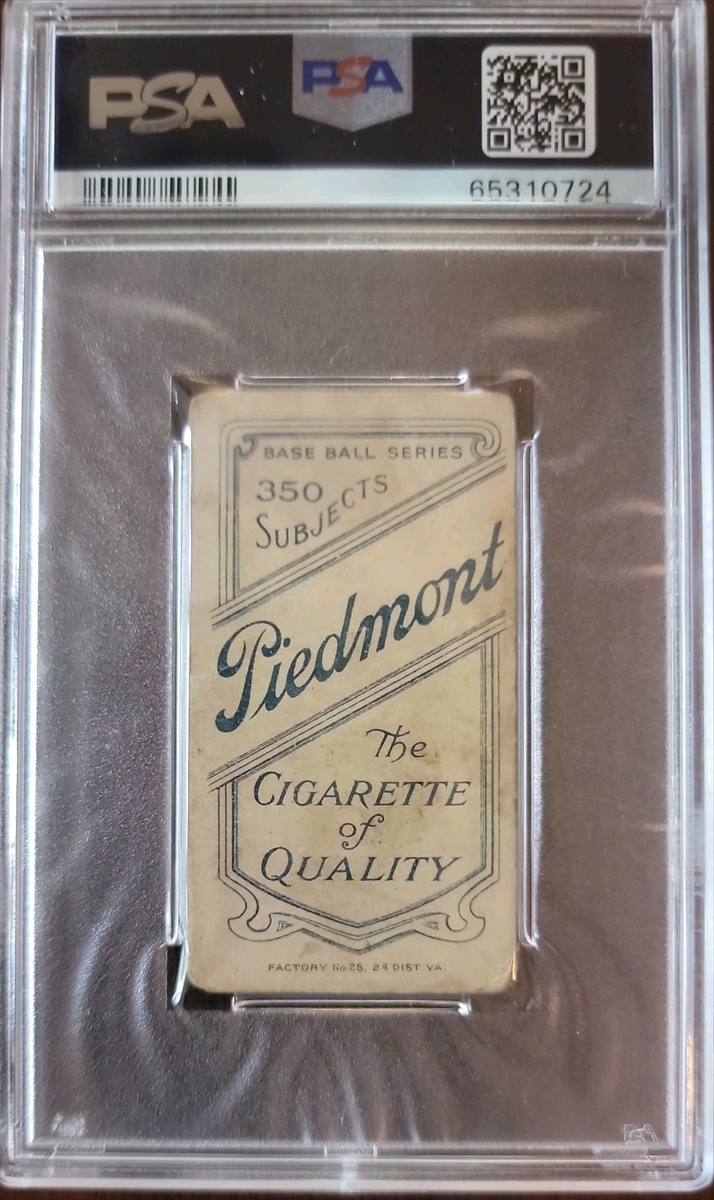 PSA
PSA
65310724
BASE BALL SERIES
350
SUBJECTS
Piedmont
The
CIGARETTE
of
QUALITY
FACTORY No.25, 2d DIST VA.
PSA